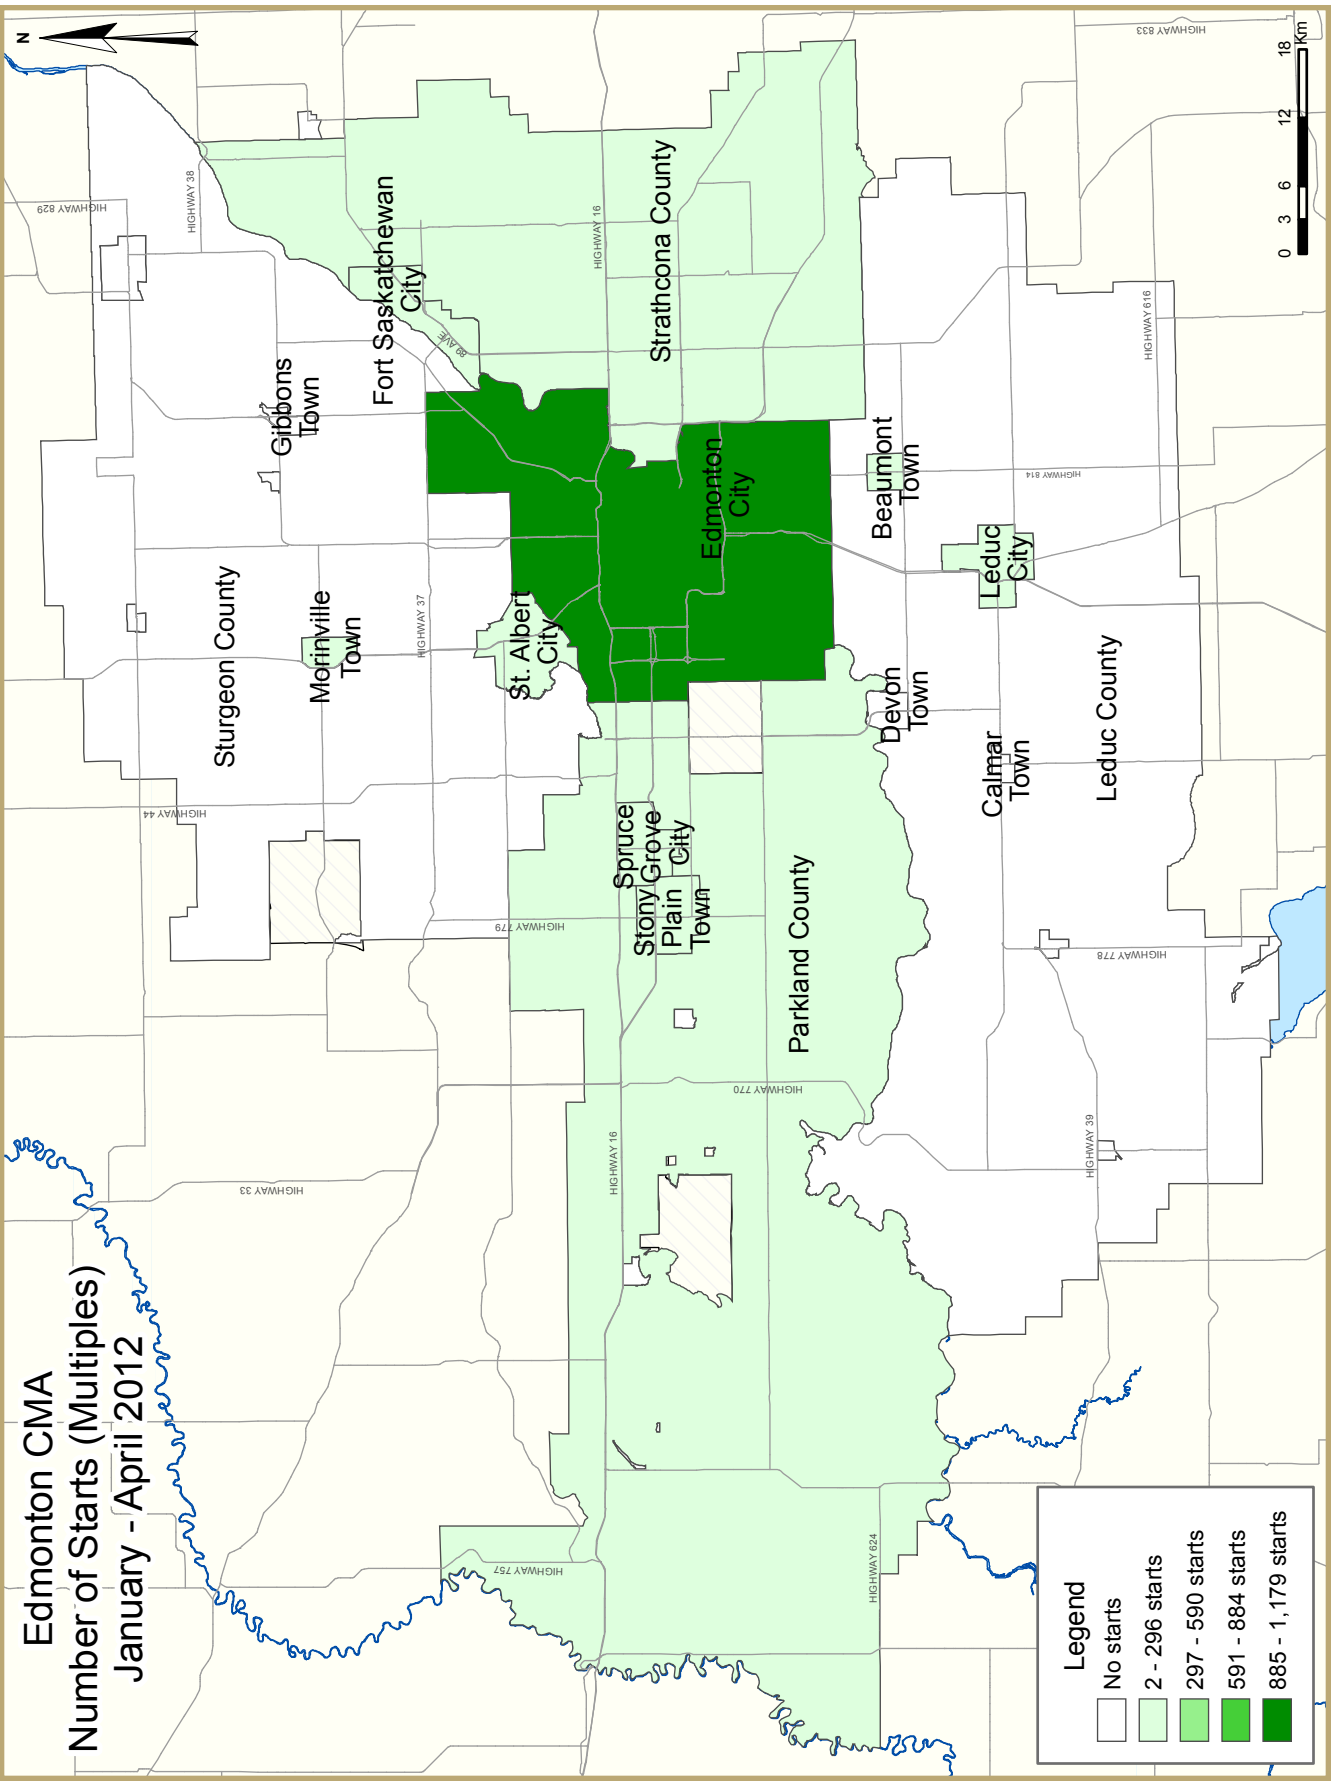 Edmonton CMA
Number of Starts (Multiples)
January - April 2012
N
HIGHWAY 829
HIGHWAY 38
HIGHWAY 833
HIGHWAY 44
HIGHWAY 33
Gibbons
Town
Sturgeon County
Morinville
Town
Fort Saskatchewan
City
89 AVE
HIGHWAY 37
HIGHWAY 779
HIGHWAY 757
St. Albert
City
HIGHWAY 16
HIGHWAY 16
Strathcona County
Edmonton
City
Spruce
Grove
City
Stony
Plain
Town
Parkland County
HIGHWAY 770
HIGHWAY 624
Beaumont
Town
Devon
Town
Leduc
City
Calmar
Town
HIGHWAY 814
HIGHWAY 616
Leduc County
HIGHWAY 778
HIGHWAY 39
Legend
No starts
2 - 296 starts
297 - 590 starts
591 - 884 starts
885 - 1,179 starts
0 3 6 12 18
Km